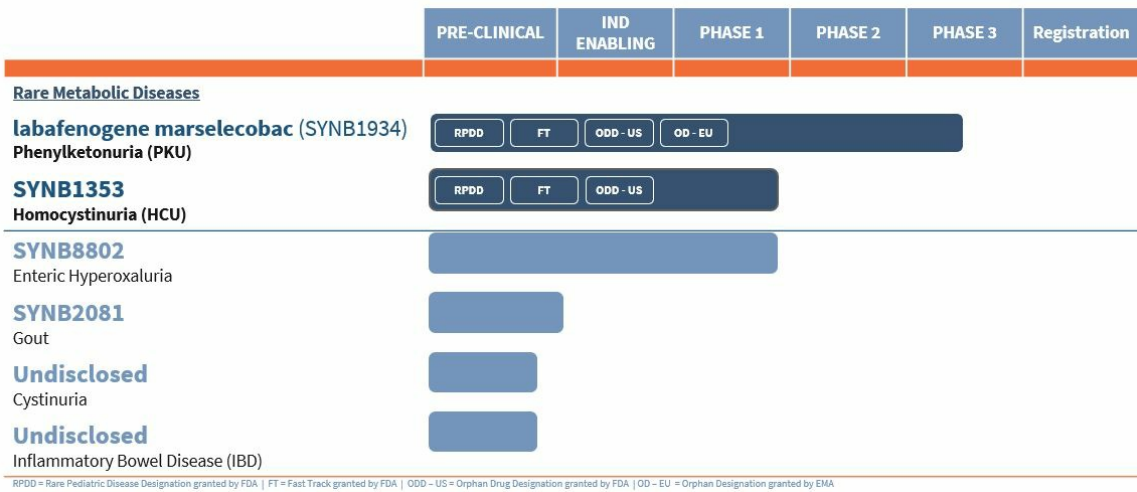 PRE-CLINICAL
IND
ENABLING
PHASE 1
PHASE 2
PHASE 3
Registration
Rare Metabolic Diseases
labafenogene marselecobac (SYNB1934)
Phenylketonuria (PKU)
RPDD
FT
ODD - US
OD - EU
SYNB1353
Homocystinuria (HCU)
RPDD
FT
ODD - US
SYNB8802
Enteric Hyperoxaluria
SYNB2081
Gout
Undisclosed
Cystinuria
Undisclosed
Inflammatory Bowel Disease (IBD)
RPDD = Rare Pediatric Disease Designation granted by FDA | FT = Fast Track granted by FDA | ODD – US = Orphan Drug Designation granted by FDA | OD – EU = Orphan Designation granted by EMA